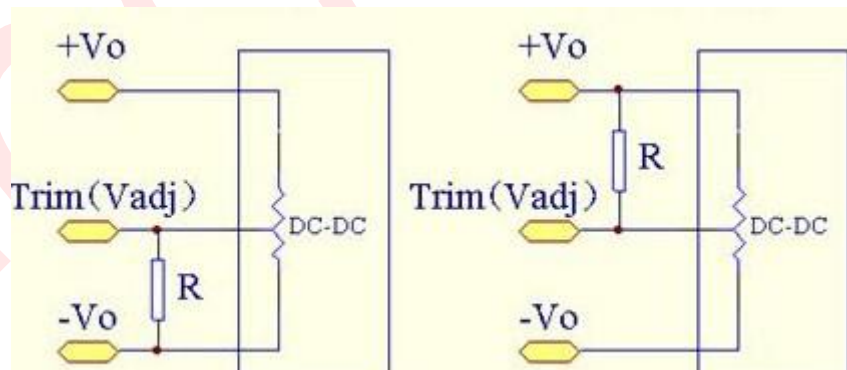 +Vo +Vo
Trim(Vadj) Trim(Vadj)
DC-DC DC-DC
R R
-Vo -Vo